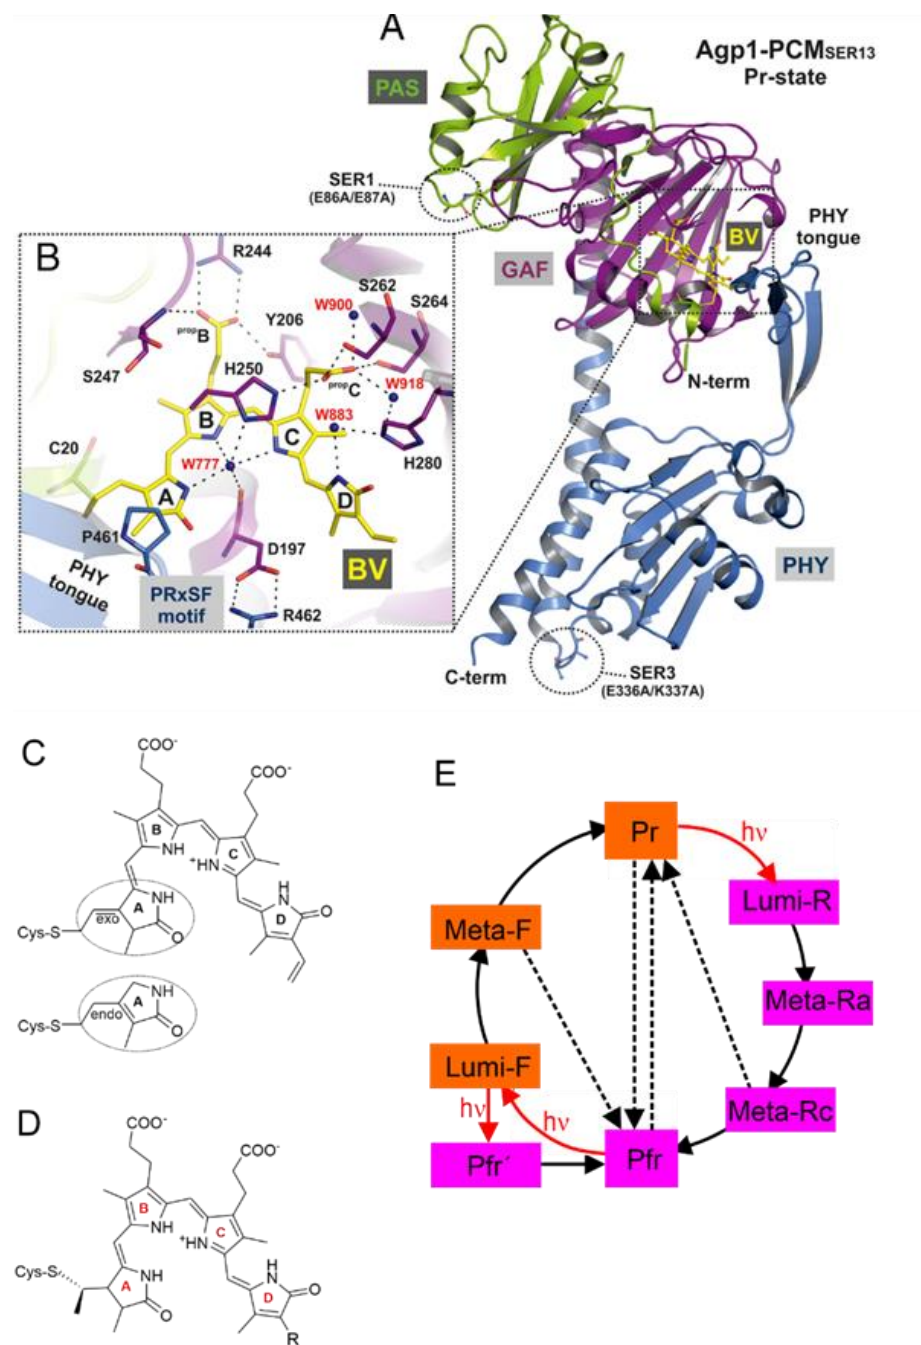 A
Agp1-PCMSER13
Pr-state
PAS
SER1
(E86A/E87A)
BV
PHY
tongue
GAF
N-term
PHY
C-term
SER3
(E336A/K337A)
B
R244
S262
S264
W900
propB
Y206
S247
H250
propC
W918
B
W883
C
C20
W777
H280
A
D
P461
D197
BV
PHY
tongue
PRxSF
motif
R462
C
COO-
COO-
B
NH
+HN
C
H
N
A
NH
exo
D
O
Cys-S
O
A
NH
endo
Cys-S
O
D
COO-
COO-
B
NH
+HN
C
H
N
Cys-S
A
NH
D
O
O
R
E
Pr
hν
Lumi-R
Meta-F
Meta-Ra
Lumi-F
hν
hν
Meta-Rc
Pfr´
Pfr